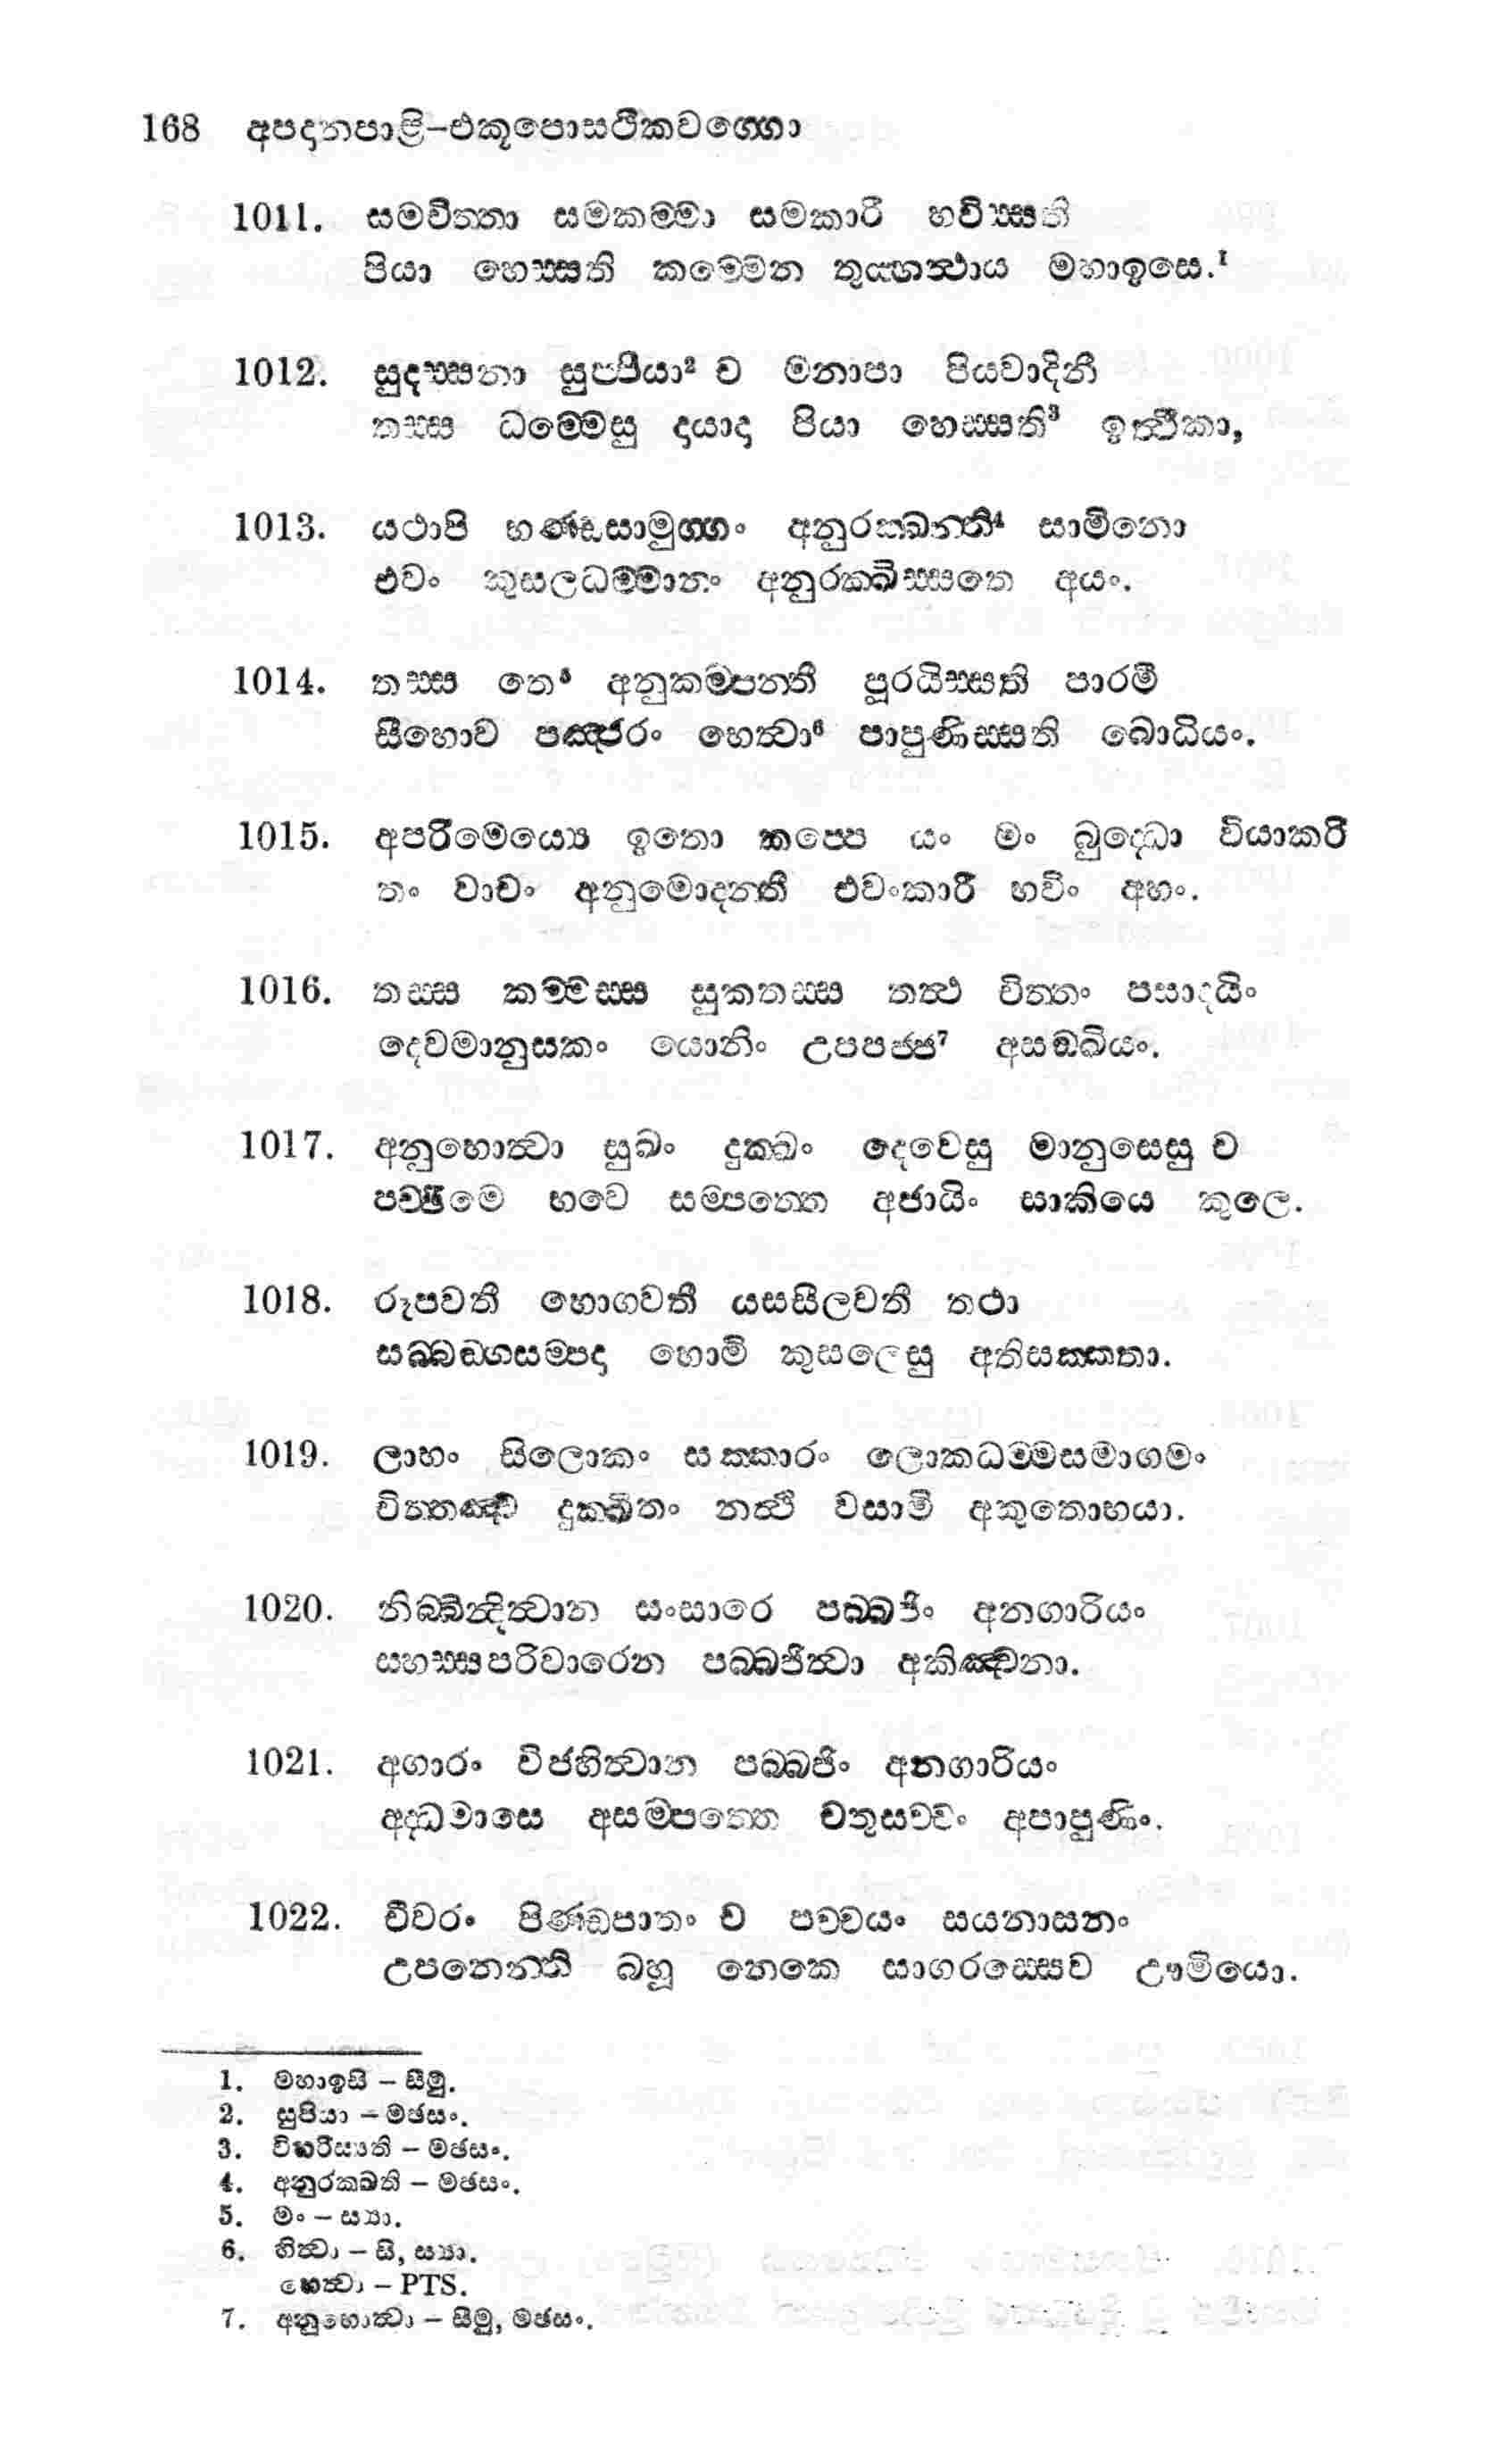 168 අපදානපාළි-එකූපොසථිකවග්ගො
1011. සමචිත්තා සමකම්මා සමකාරී භවිස්සති
පියා හෙස්සති කම්මෙන තුය්හත්ථාය මහාඉසෙ.¹
1012. සුදස්සනා සුප්පියා² ච මනාපා පියවාදිනී
තස්ස ධම්මෙසු දායාදා පියා හෙස්සති³ ඉත්ථිකා,
1013. යථාපි භණ්ඩසාමුග්ගං අනුරක්ඛන්ති⁴ සාමිනො
එවං කුසලධම්මානං අනුරක්ඛිස්සතෙ අයං.
1014. තස්ස තෙ⁵ අනුකම්පන්තී පූරයිස්සති පාරමී
සීහොව පඤ්ජරං භෙත්වා⁶ පාපුණිස්සති බොධියං.
1015. අපරිමෙය්‍යෙ ඉතො කප්පෙ යං මං බුද්ධො වියාකරී
තං වාචං අනුමොදන්තී එවංකාරී භවිං අහං.
1016. තස්ස කම්මස්ස සුකතස්ස තත්ථ චිත්තං පසාදයිං
දෙවමානුසකං යොනිං උපපජ්ජ⁷ අසඞ්ඛියං.
1017. අනුභොත්වා සුඛං දුක්ඛං දෙවෙසු මානුසෙසු ච
පච්ඡිමෙ භවෙ සම්පත්තෙ අජායිං සාකියෙ කුලෙ.
1018. රූපවතී භොගවතී යසසීලවතී තථා
සබ්බඞ්ගසම්පදා හොමි කුසලෙසු අතිසක්කතා.
1019. ලාභං සිලොකං සක්කාරං ලොකධම්මසමාගමං
චිත්තඤ්ච දුක්ඛිතං නත්ථි වසාමි අකුතොභයා.
1020. නිබ්බින්දිත්වාන සංසාරෙ පබ්බජිං අනගාරියං
සහස්සපරිවාරෙන පබ්බජිත්වා අකිඤ්චනා.
1021. අගාරං විජහිත්වාන පබ්බජිං අනගාරියං
අද්ධමාසෙ අසම්පත්තෙ චතුසච්චං අපාපුණිං.
1022. චීවරං පිණ්ඩපාතං ච පච්චයං සයනාසනං
උපනෙන්ති බහූ නෙකෙ සාගරස්සෙව ඌමියො.
1. මහාඉසි – සීමු.
2. සුපියා – මඡසං.
3. විහරිස්සති – මඡසං.
4. අනුරක්ඛති – මඡසං.
5. මං – ස්‍යා.
6. හිත්වා – සි, ස්‍යා.
හෙත්වා – PTS.
7. අනුභොත්වා – සීමු, මඡසං.